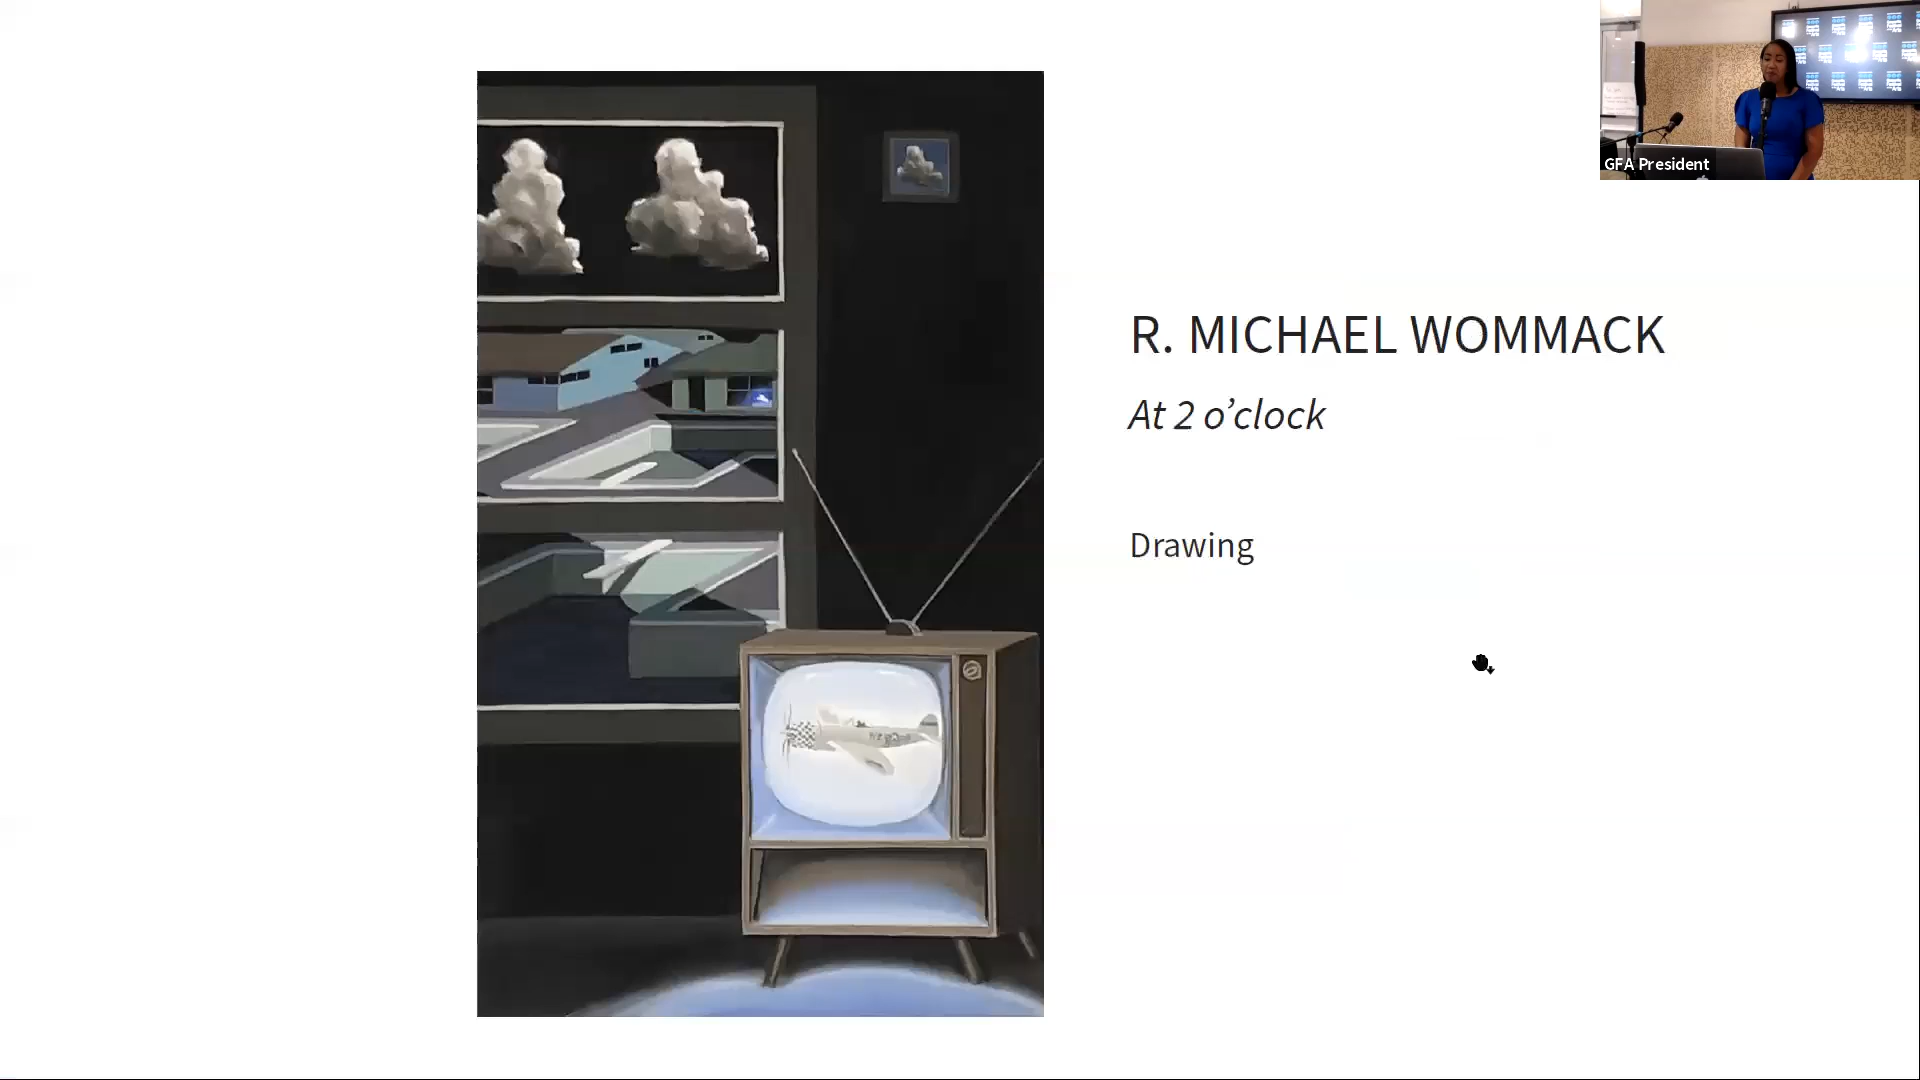 R. MICHAEL WOMMACK
At 2 o’clock
Drawing
GFA President